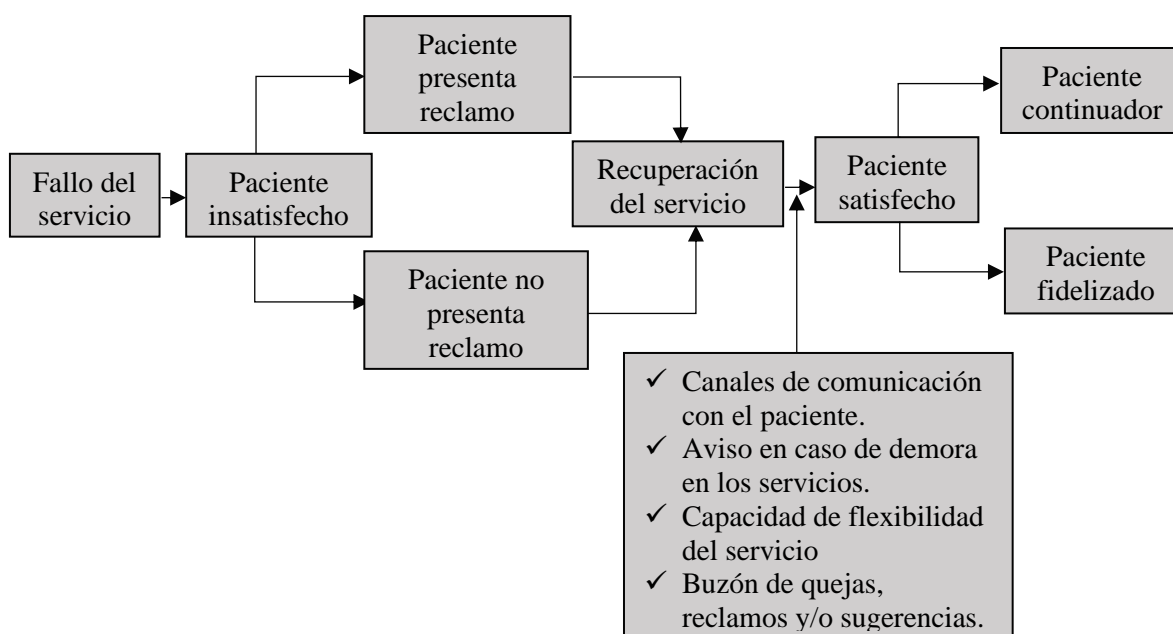 Fallo del
servicio
Paciente
insatisfecho
Paciente
presenta
reclamo
Paciente no
presenta
reclamo
Recuperación
del servicio
Paciente
satisfecho
Paciente
continuador
Paciente
fidelizado
✓ Canales de comunicación
con el paciente.
✓ Aviso en caso de demora
en los servicios.
✓ Capacidad de flexibilidad
del servicio
✓ Buzón de quejas,
reclamos y/o sugerencias.